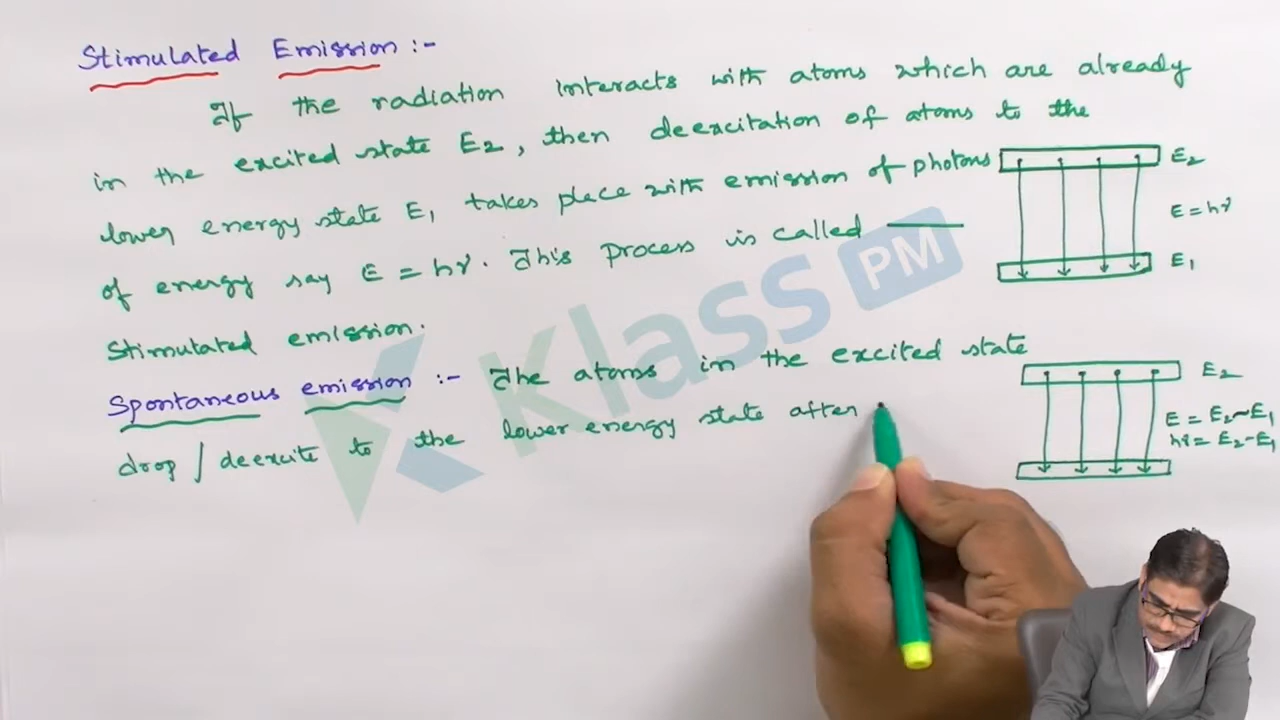 Stimulated Emission :-
If the radiation interacts with atoms which are already
in the excited state E2, then deexcitation of atoms to the
lower energy state E1 takes place with emission of photons
of energy say E = hγ. This process is called ——
Stimulated emission.
Spontaneous emission :- The atoms in the excited state
drop / deexcite to the lower energy state after
E2
E = hγ
E1
E2
E = E2~E1
hγ = E2-E1
Klass PM